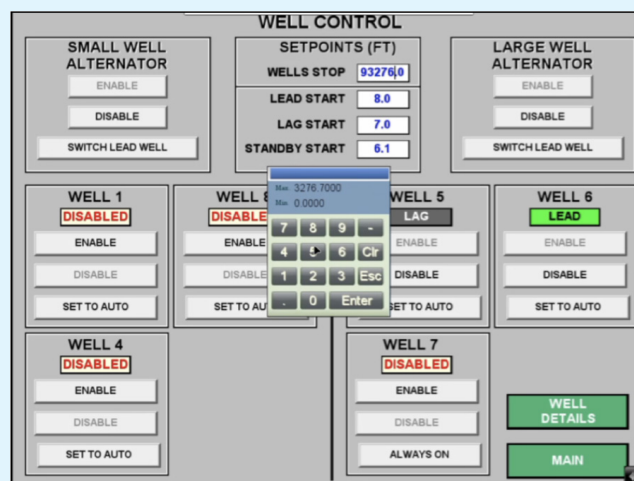 WELL CONTROL
SMALL WELL
ALTERNATOR
ENABLE
DISABLE
SWITCH LEAD WELL
SETPOINTS (FT)
WELLS STOP 93276.0
LEAD START 8.0
LAG START 7.0
STANDBY START 6.1
LARGE WELL
ALTERNATOR
ENABLE
DISABLE
SWITCH LEAD WELL
Max: 3276.7000
Min: 0.0000
7 8 9 -
4 5 6 Clr
1 2 3 Esc
. 0 Enter
WELL 1
DISABLED
ENABLE
DISABLE
SET TO AUTO
WELL 8
DISABLE
ENABLE
DISABLE
SET TO AU
WELL 5
LAG
ENABLE
DISABLE
SET TO AUTO
WELL 6
LEAD
ENABLE
DISABLE
SET TO AUTO
WELL 4
DISABLED
ENABLE
DISABLE
SET TO AUTO
WELL 7
DISABLED
ENABLE
DISABLE
ALWAYS ON
WELL
DETAILS
MAIN